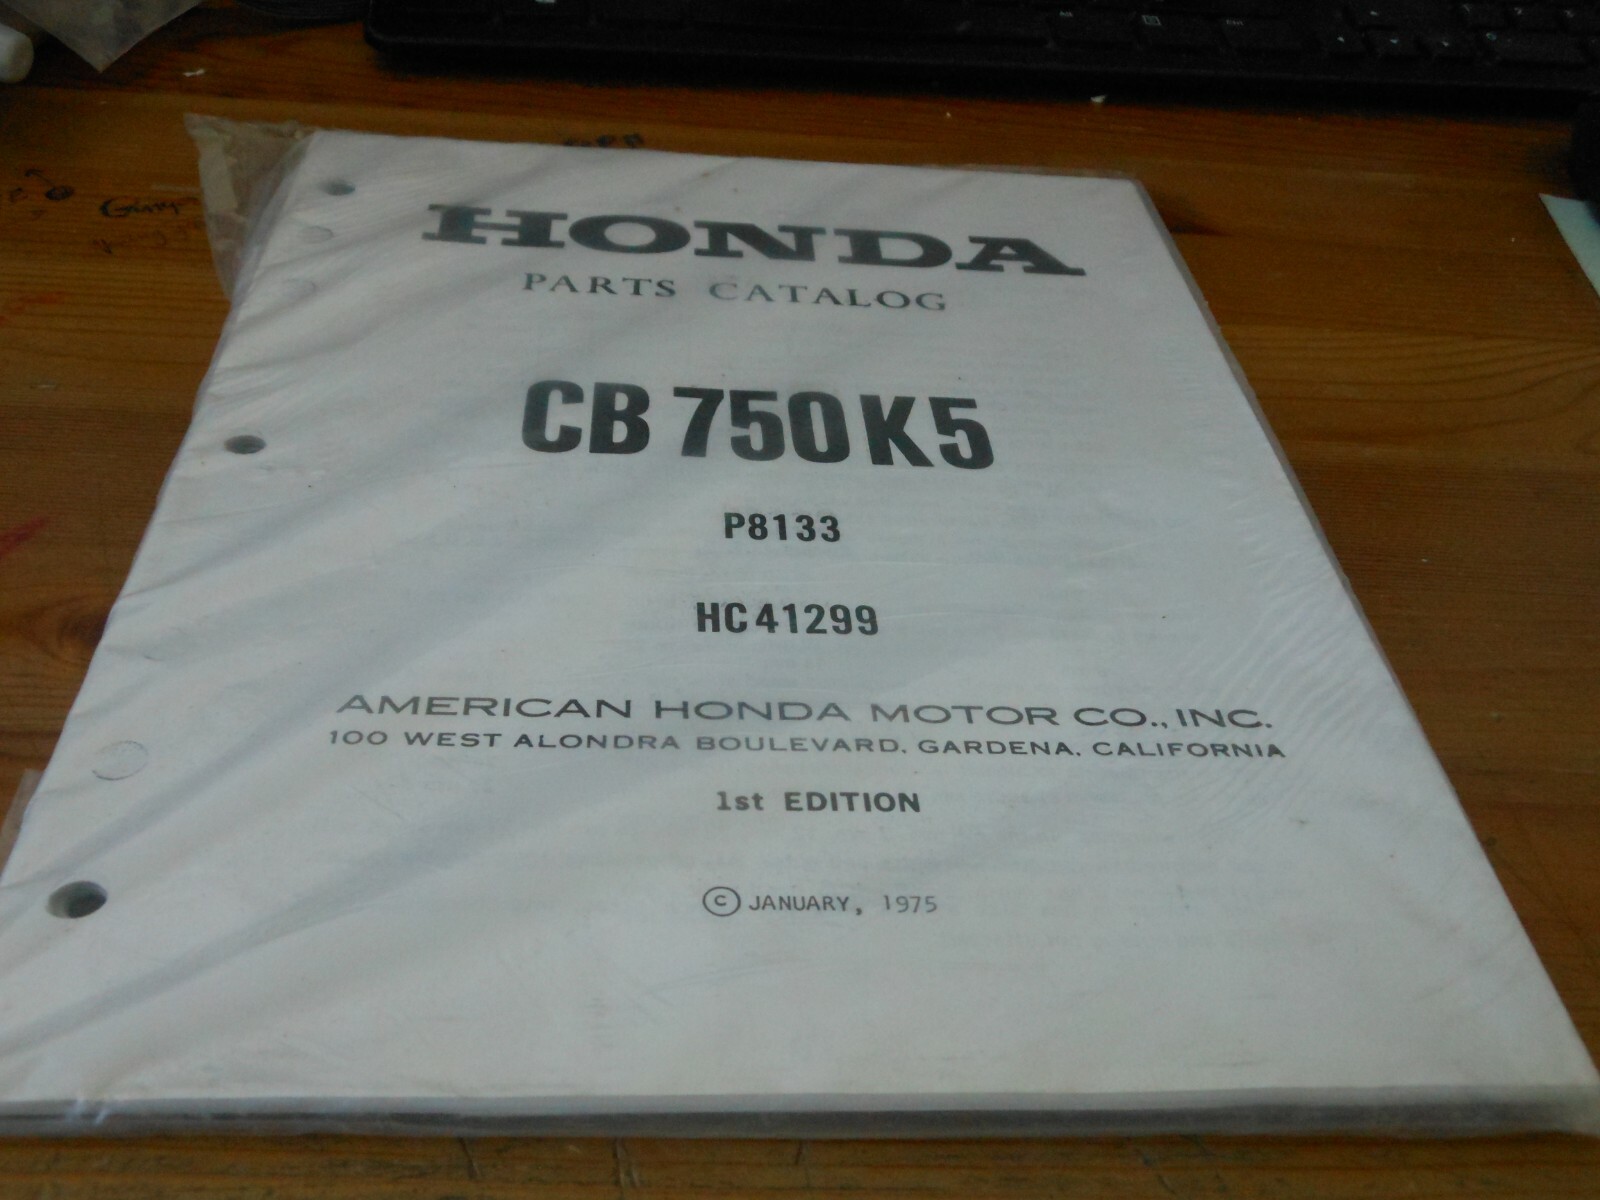 HONDA
PARTS CATALOG
CB 750 K5
P8133
HC 41299
AMERICAN HONDA MOTOR CO., INC.
100 WEST ALONDRA BOULEVARD, GARDENA, CALIFORNIA
1st EDITION
© JANUARY, 1975